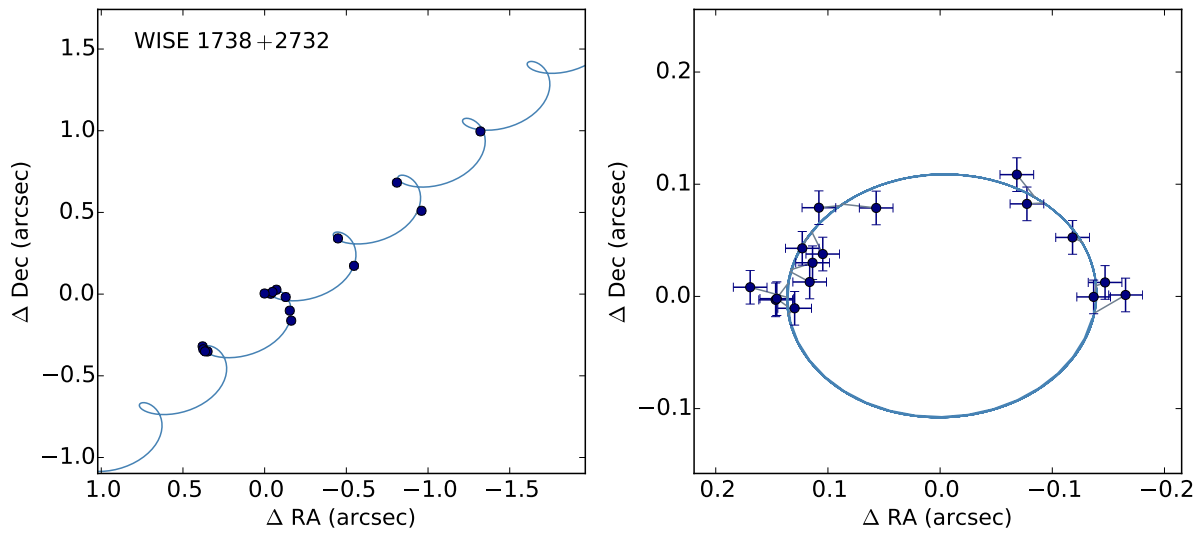 WISE 1738+2732
1.5
1.0
0.5
0.0
−0.5
−1.0
Δ Dec (arcsec)
1.0 0.5 0.0 −0.5 −1.0 −1.5
Δ RA (arcsec)
0.2
0.1
0.0
−0.1
Δ Dec (arcsec)
0.2 0.1 0.0 −0.1 −0.2
Δ RA (arcsec)